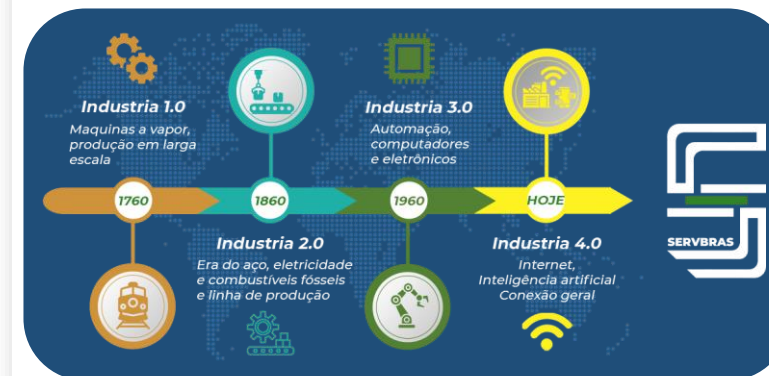 Industria 1.0
Maquinas a vapor,
produção em larga
escala
1760
1860
Industria 2.0
Era do aço, eletricidade
e combustíveis fósseis
e linha de produção
Industria 3.0
Automação,
computadores
e eletrônicos
1960
HOJE
Industria 4.0
Internet,
Inteligência artificial
Conexão geral
SERVBRAS